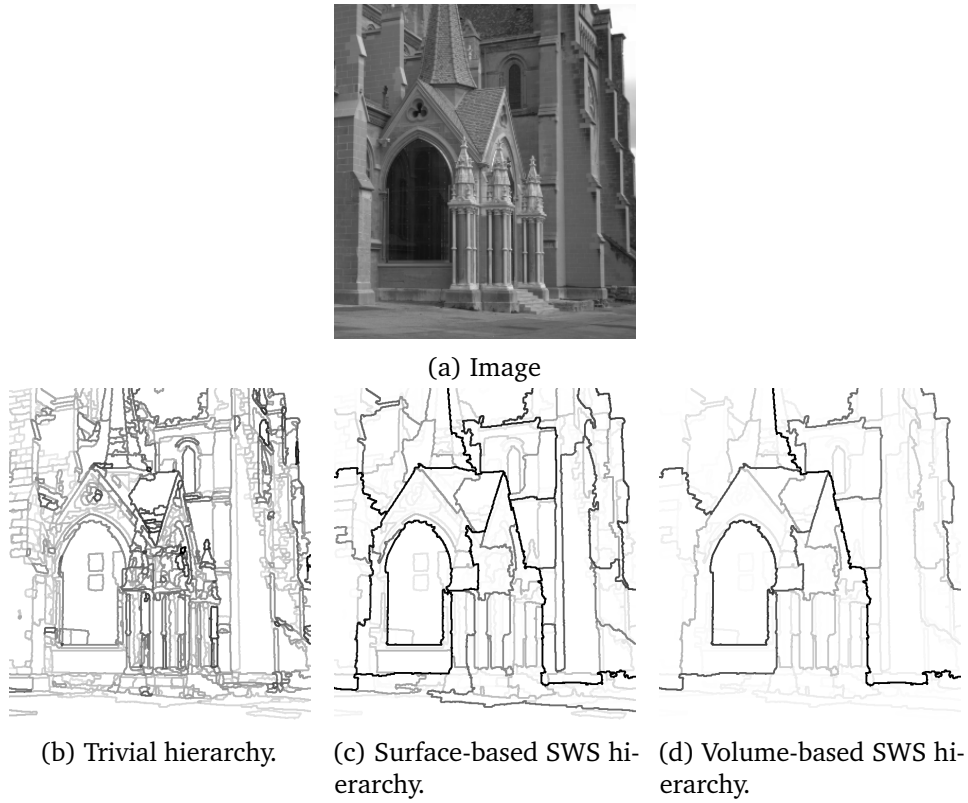 (a) Image
(b) Trivial hierarchy.
(c) Surface-based SWS hi-
erarchy.
(d) Volume-based SWS hi-
erarchy.